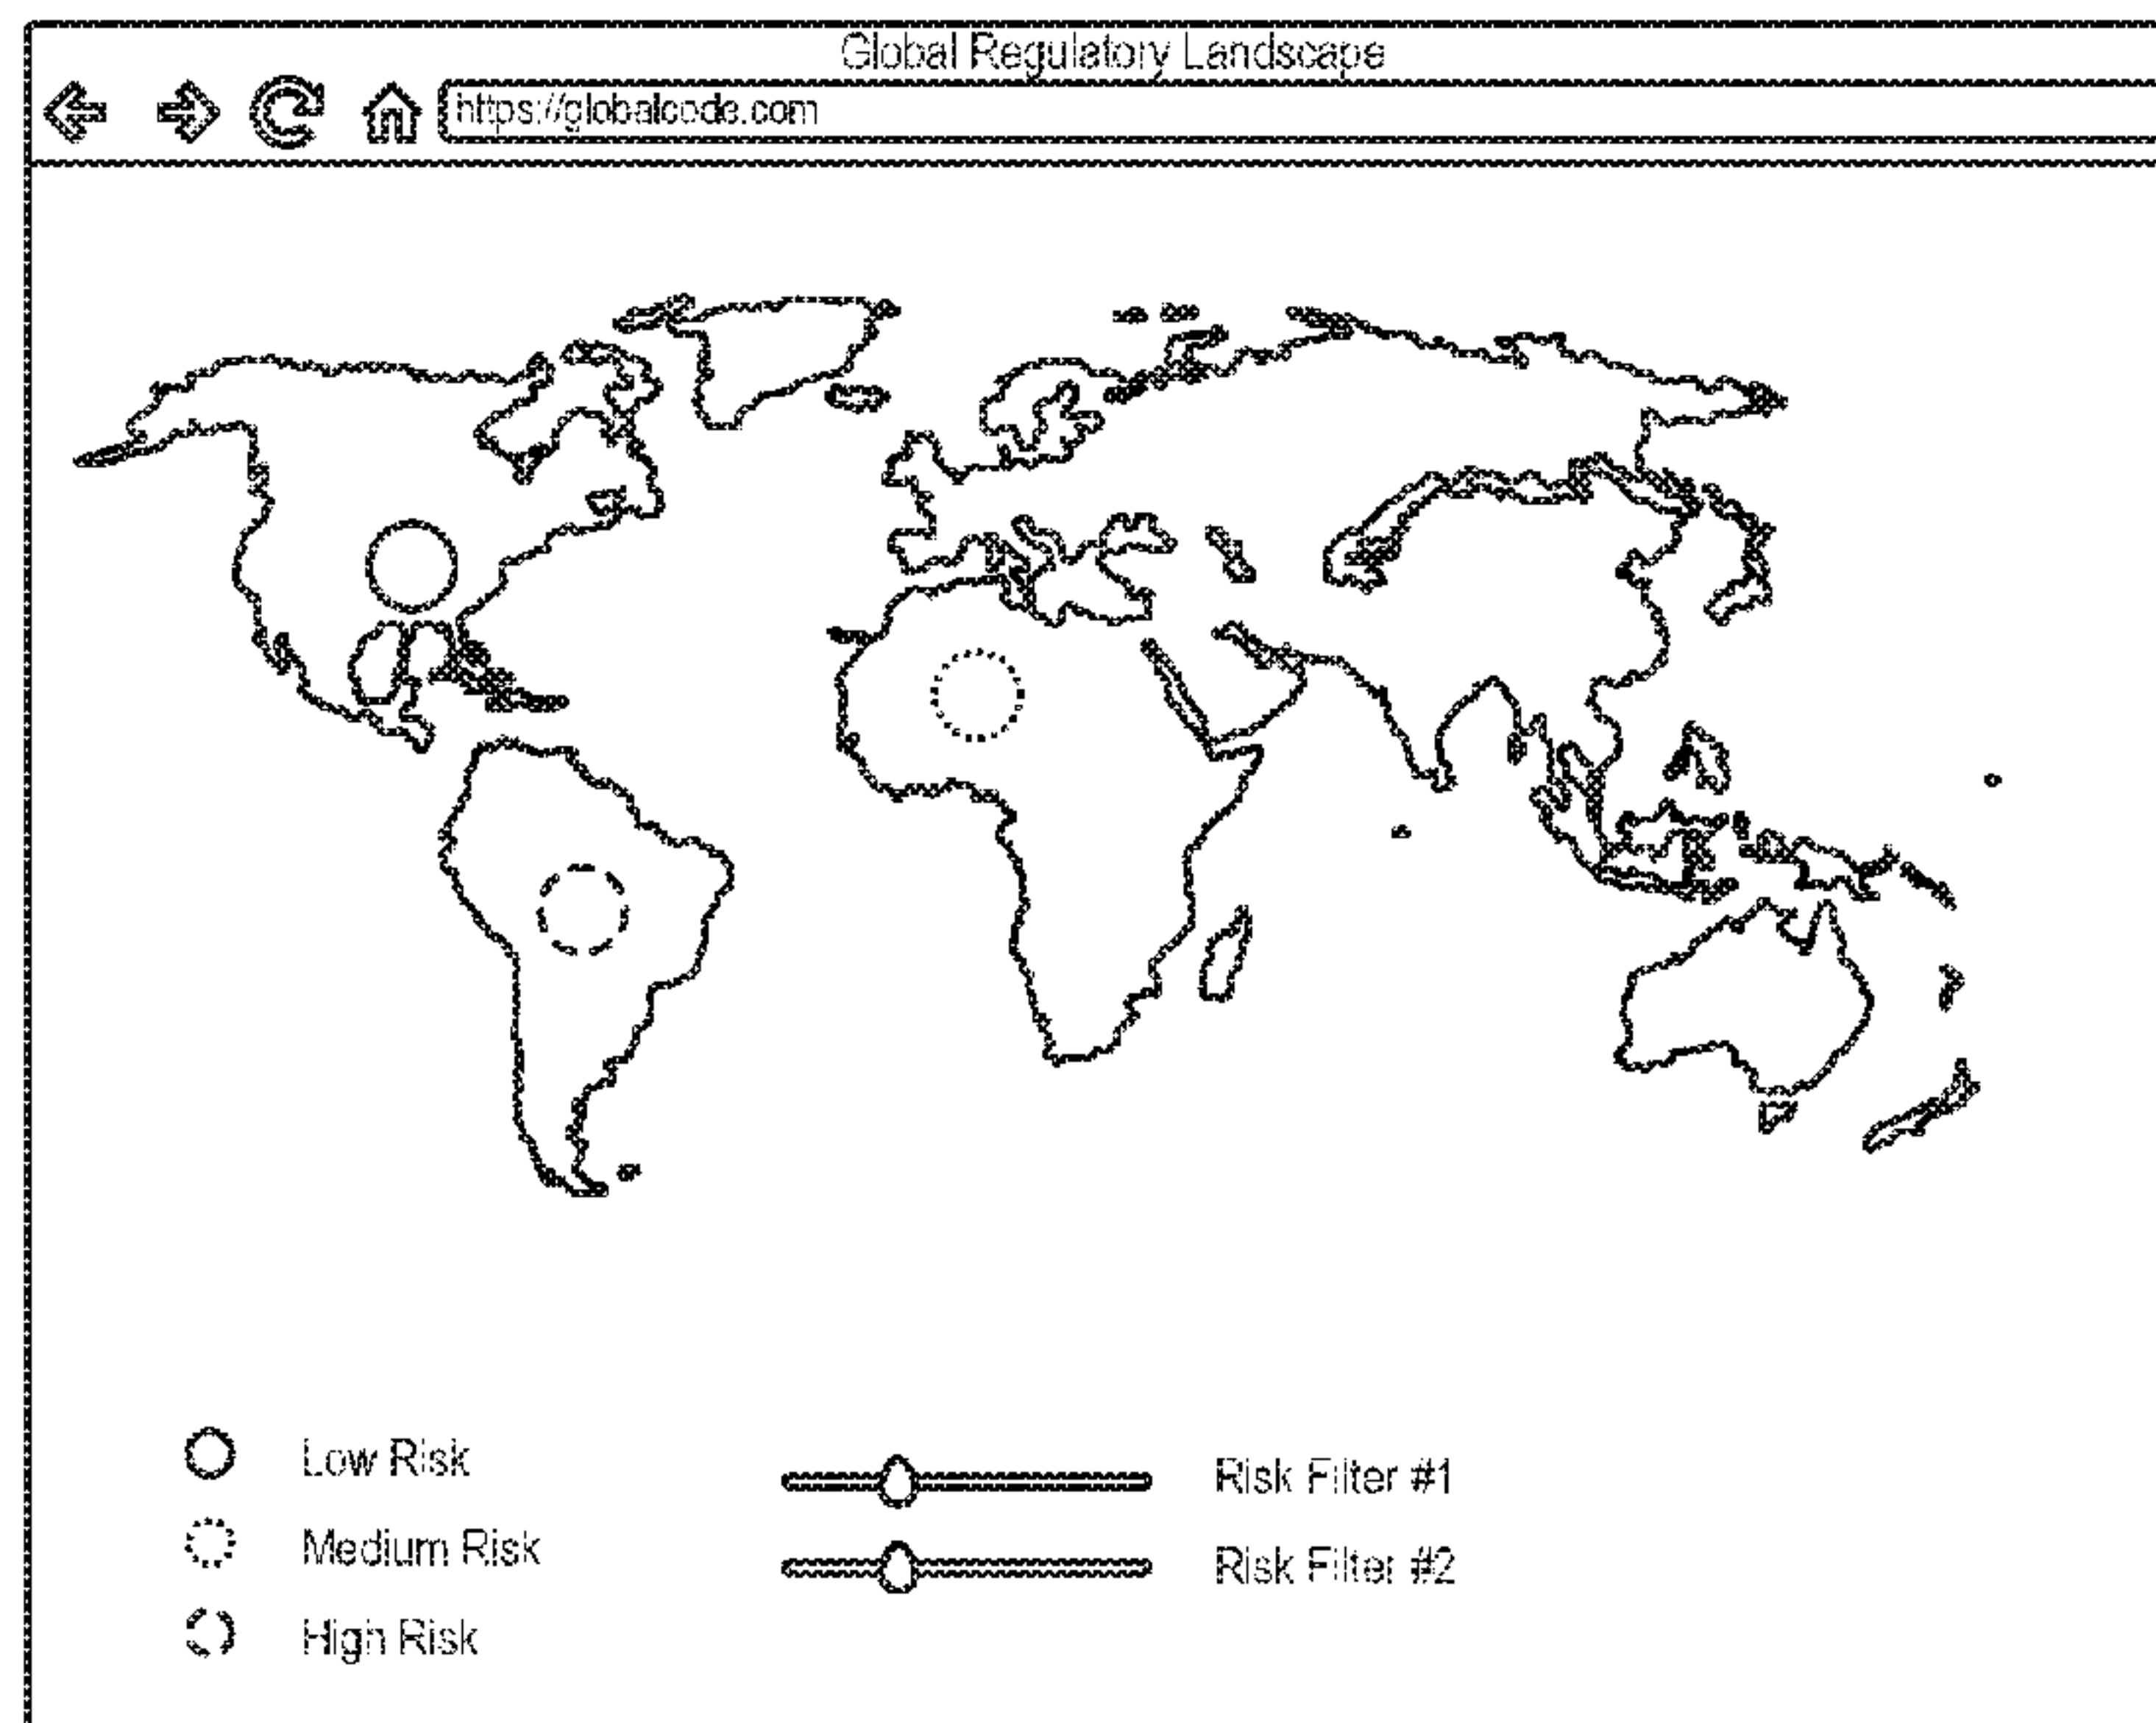 Global Regulatory Landscape
https://globalcode.com
Low Risk
Medium Risk
High Risk
Risk Filter #1
Risk Filter #2